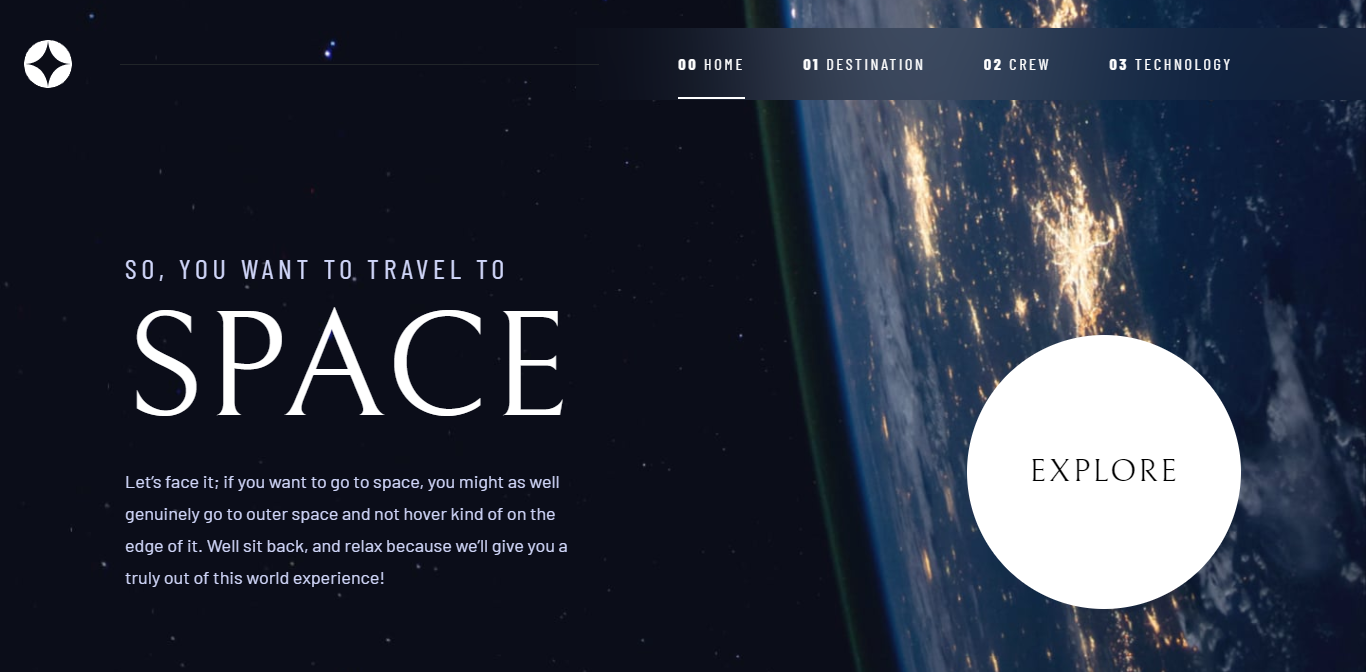 00 HOME 01 DESTINATION 02 CREW 03 TECHNOLOGY
SO, YOU WANT TO TRAVEL TO
SPACE
Let’s face it; if you want to go to space, you might as well
genuinely go to outer space and not hover kind of on the
edge of it. Well sit back, and relax because we’ll give you a
truly out of this world experience!
EXPLORE